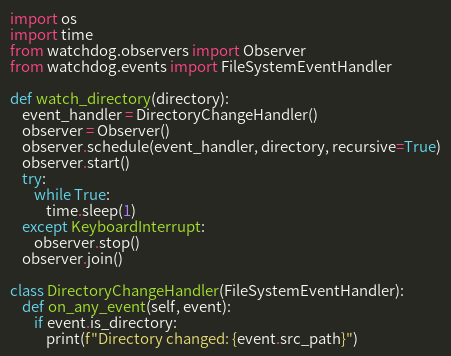 import os
import time
from watchdog.observers import Observer
from watchdog.events import FileSystemEventHandler

def watch_directory(directory):
    event_handler = DirectoryChangeHandler()
    observer = Observer()
    observer.schedule(event_handler, directory, recursive=True)
    observer.start()
    try:
        while True:
            time.sleep(1)
    except KeyboardInterrupt:
        observer.stop()
    observer.join()

class DirectoryChangeHandler(FileSystemEventHandler):
    def on_any_event(self, event):
        if event.is_directory:
            print(f"Directory changed: {event.src_path}")